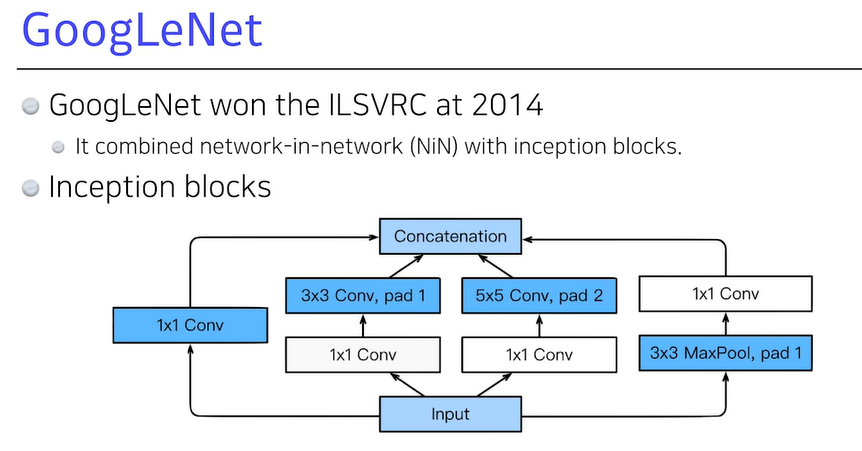 GoogLeNet
GoogLeNet won the ILSVRC at 2014
It combined network-in-network (NiN) with inception blocks.
Inception blocks
Concatenation
3x3 Conv, pad 1
5x5 Conv, pad 2
1x1 Conv
1x1 Conv
1x1 Conv
1x1 Conv
3x3 MaxPool, pad 1
Input